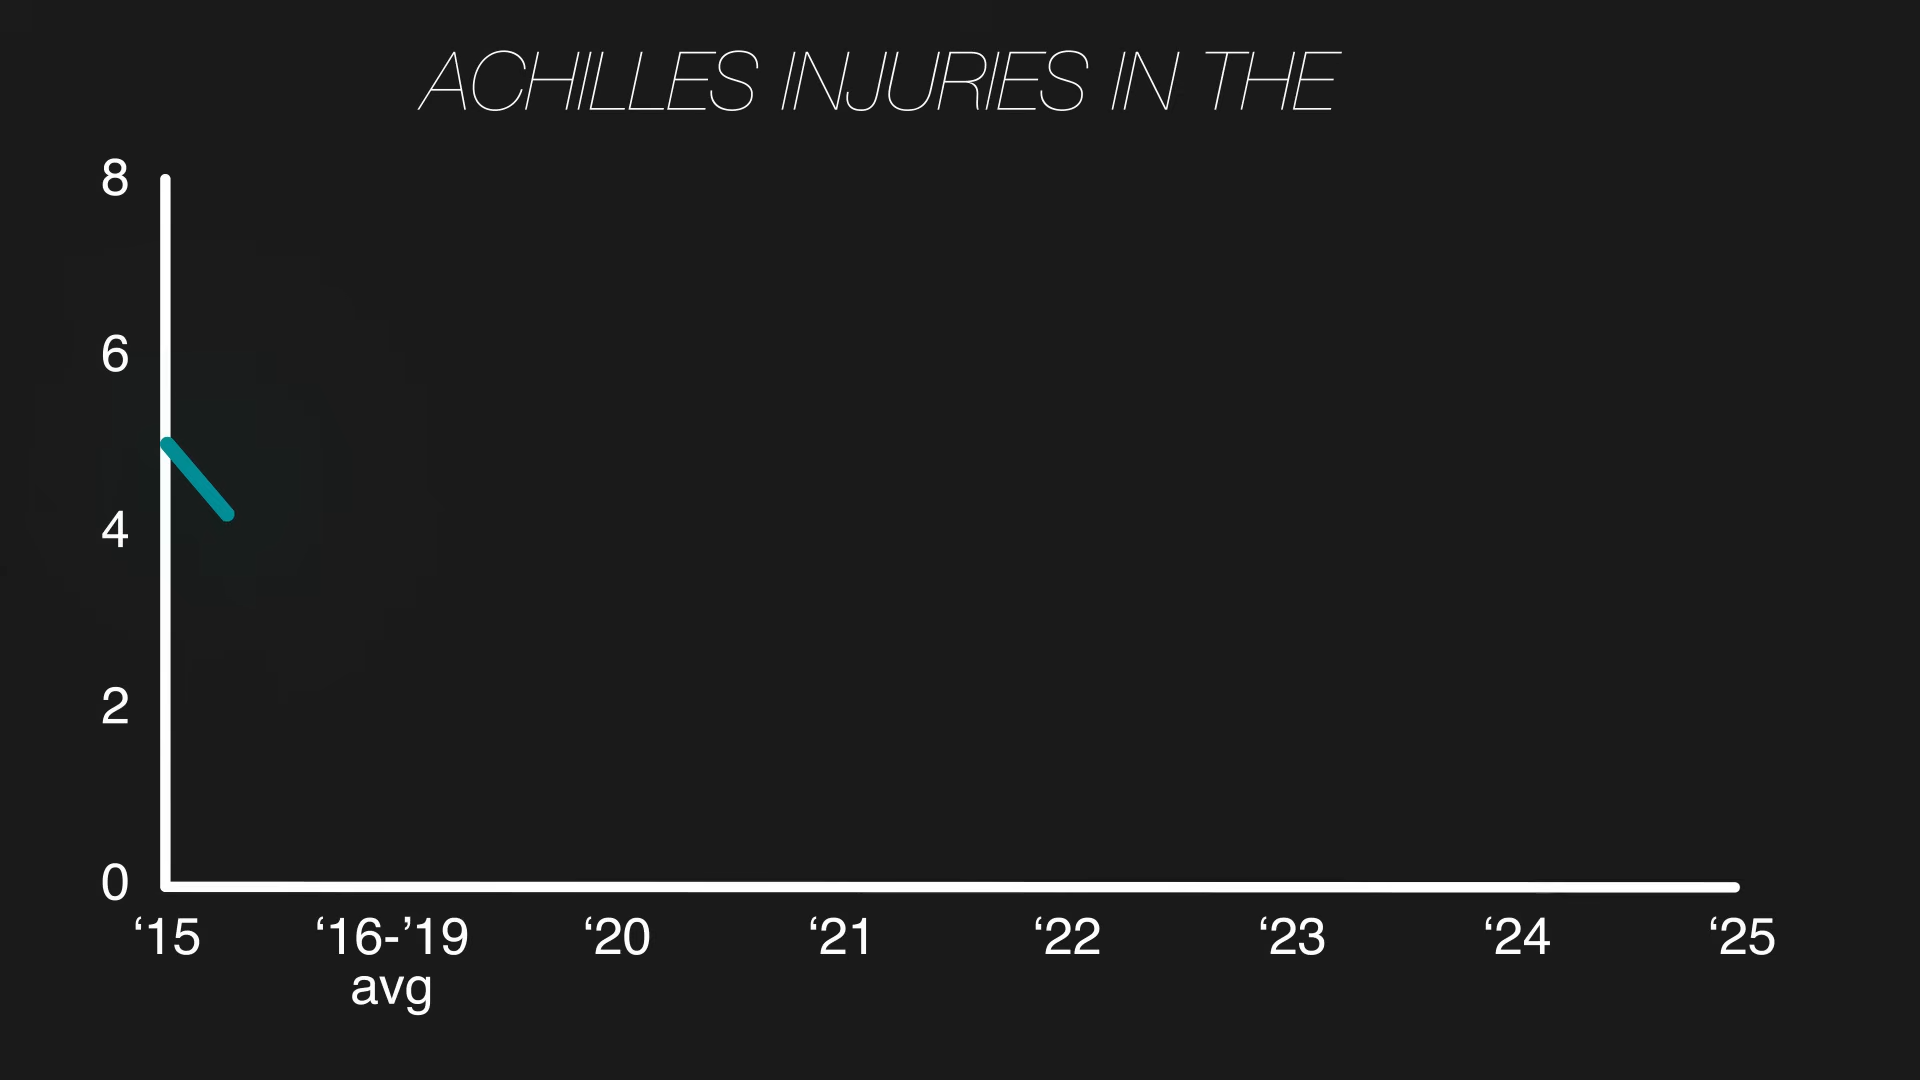 ACHILLES INJURIES IN THE
8
6
4
2
0
‘15 ‘16-’19 avg ‘20 ‘21 ‘22 ‘23 ‘24 ‘25